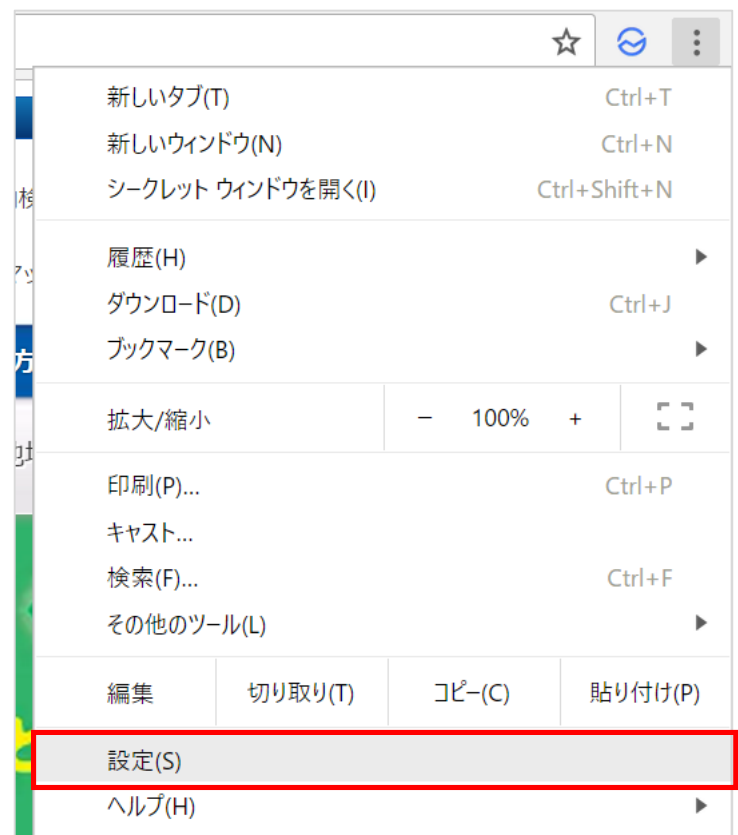 新しいタブ(T) Ctrl+T
新しいウィンドウ(N) Ctrl+N
シークレット ウィンドウを開く(I) Ctrl+Shift+N
履歴(H)
ダウンロード(D) Ctrl+J
ブックマーク(B)
拡大/縮小 − 100% +
印刷(P)... Ctrl+P
キャスト...
検索(F)... Ctrl+F
その他のツール(L)
編集 切り取り(T) コピー(C) 貼り付け(P)
設定(S)
ヘルプ(H)